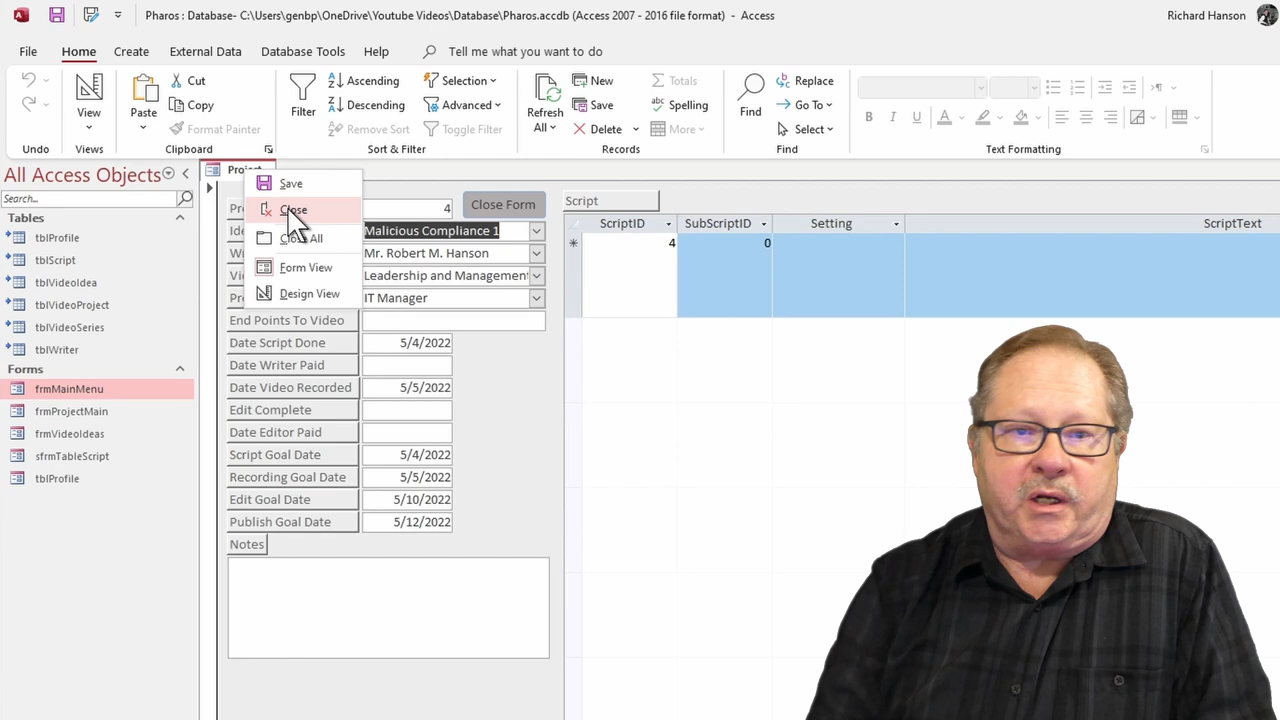 Pharos : Database- C:\Users\genbp\OneDrive\Youtube Videos\Database\Pharos.accdb (Access 2007 - 2016 file format) - Access
Richard Hanson
File Home Create External Data Database Tools Help Tell me what you want to do
Undo
View
Views
Paste
Cut
Copy
Format Painter
Clipboard
Filter
Ascending
Descending
Remove Sort
Selection
Advanced
Toggle Filter
Sort & Filter
Refresh
All
New
Save
Delete
Totals
Spelling
More
Records
Find
Replace
Go To
Select
Find
B I U A
Text Formatting
All Access Objects
Search...
Tables
tblProfile
tblScript
tblVideoIdea
tblVideoProject
tblVideoSeries
tblWriter
Forms
frmMainMenu
frmProjectMain
frmVideoIdeas
sfrmTableScript
tblProfile
Project
Save
Close
Close All
Form View
Design View
4
Close Form
Malicious Compliance 1
Mr. Robert M. Hanson
Leadership and Management
IT Manager
End Points To Video
Date Script Done 5/4/2022
Date Writer Paid
Date Video Recorded 5/5/2022
Edit Complete
Date Editor Paid
Script Goal Date 5/4/2022
Recording Goal Date 5/5/2022
Edit Goal Date 5/10/2022
Publish Goal Date 5/12/2022
Notes
Script
ScriptID SubScriptID Setting ScriptText
4 0